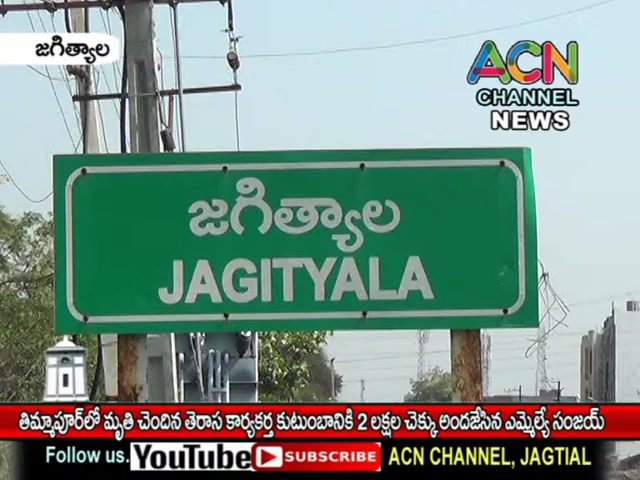 జగిత్యాల
ACN
CHANNEL
NEWS
జగిత్యాల
JAGITYALA
తిమ్మాపూర్‌లో మృతి చెందిన తెరాస కార్యకర్త కుటుంబానికి 2 లక్షల చెక్కు అందజేసిన ఎమ్మెల్యే సంజయ్
Follow us. YouTube SUBSCRIBE ACN CHANNEL, JAGTIAL